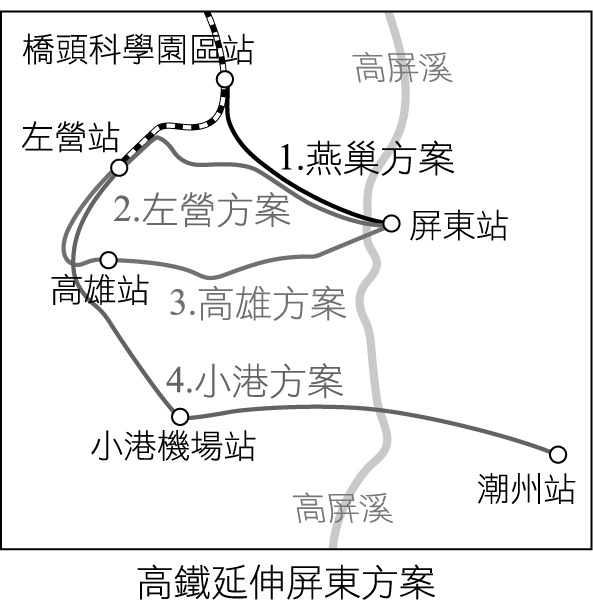 橋頭科學園區站
高屏溪
左營站
1.燕巢方案
2.左營方案
屏東站
高雄站
3.高雄方案
4.小港方案
小港機場站
潮州站
高屏溪
高鐵延伸屏東方案